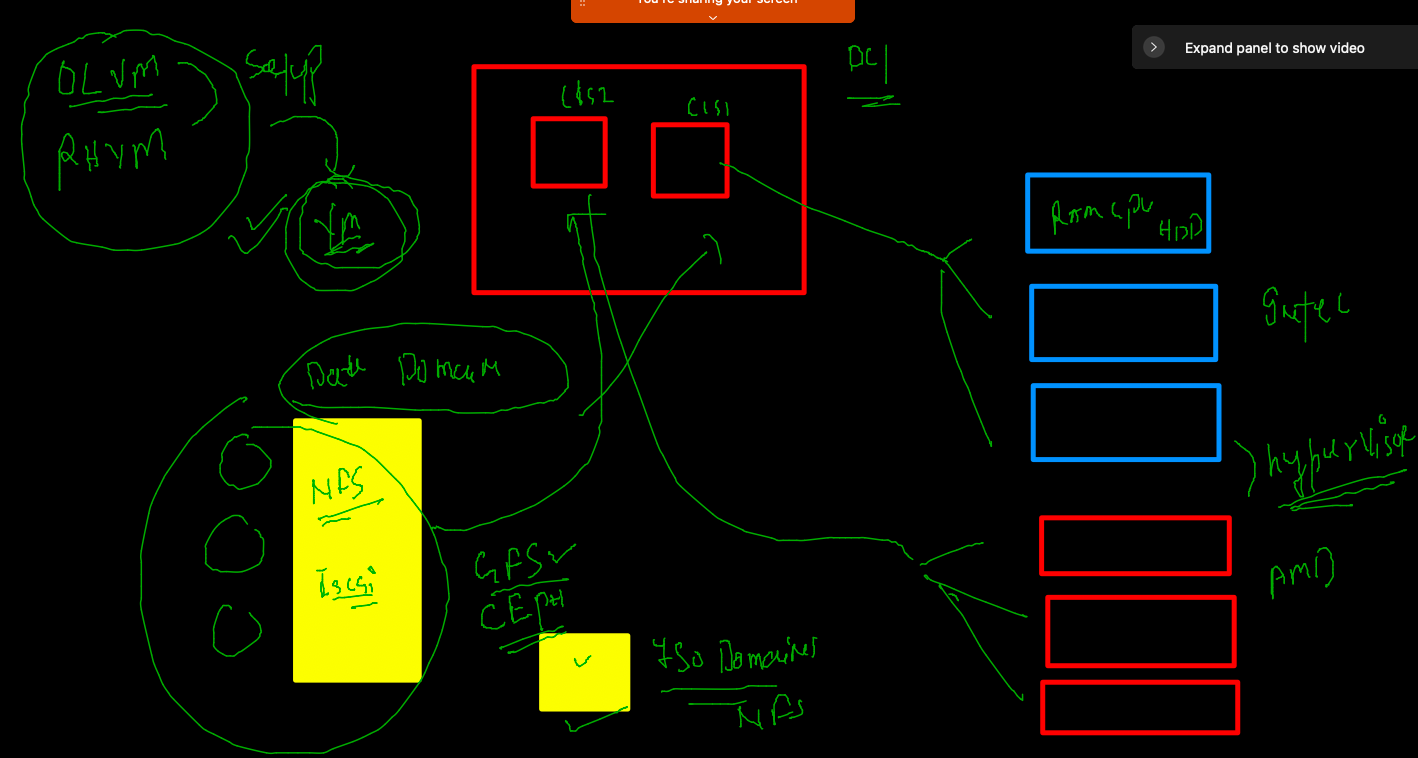 You're sharing your screen
Expand panel to show video
OLVM
RHVM
Setup
VM
DC1
Cls2
Cls1
Ram CPU
HDD
Intel
Hypervisor
AMD
Data Domain
NFS
Iscsi
GFS
CEPH
ISO Domains
NFS